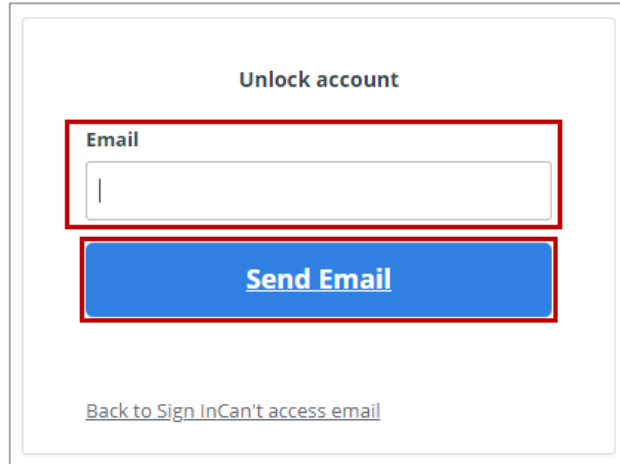 Unlock account
Email
Send Email
Back to Sign InCan't access email